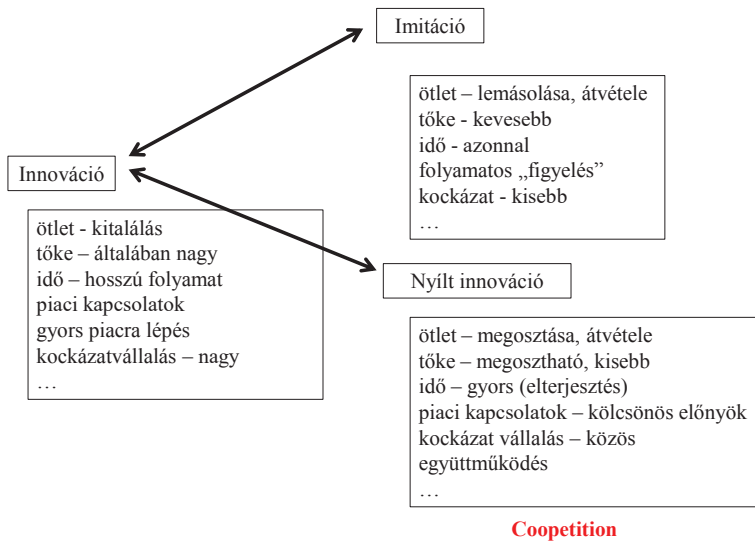 Imitáció
ötlet – lemásolása, átvétele
tőke - kevesebb
idő - azonnal
folyamatos „figyelés”
kockázat - kisebb
…
Innováció
ötlet - kitalálás
tőke – általában nagy
idő – hosszú folyamat
piaci kapcsolatok
gyors piacra lépés
kockázatvállalás – nagy
…
Nyílt innováció
ötlet – megosztása, átvétele
tőke – megosztható, kisebb
idő – gyors (elterjesztés)
piaci kapcsolatok – kölcsönös előnyök
kockázat vállalás – közös
együttműködés
…
Coopetition